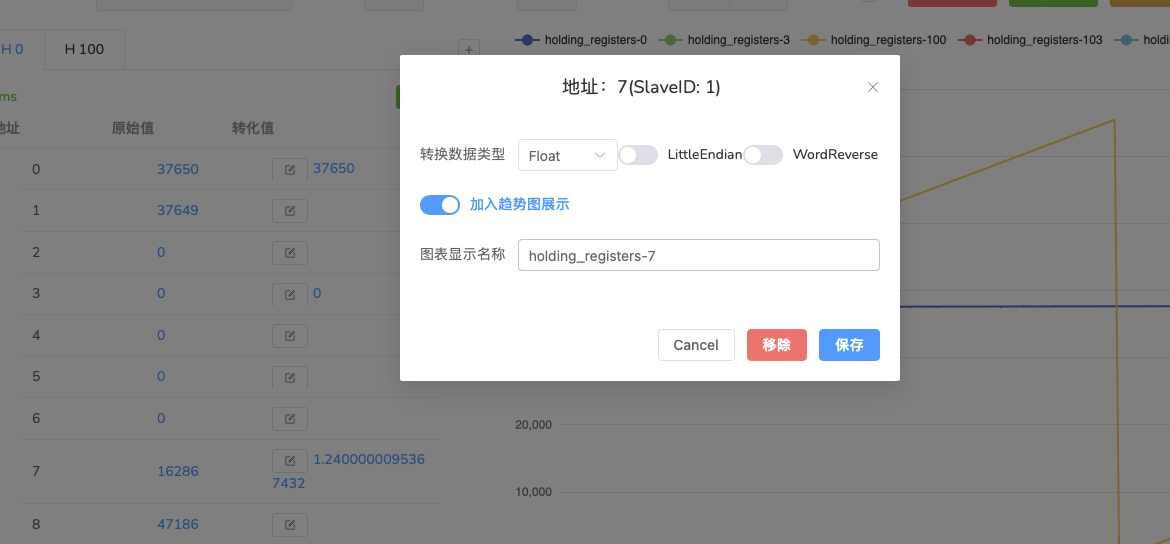 H 0
H 100
+
holding_registers-0
holding_registers-3
holding_registers-100
holding_registers-103
地址：7(SlaveID: 1)
ms
原始值
转化值
转换数据类型
Float
LittleEndian
WordReverse
0
37650
37650
加入趋势图展示
1
37649
2
0
图表显示名称
holding_registers-7
3
0
0
4
0
Cancel
移除
保存
5
0
6
0
20,000
7
16286
1.240000009536
7432
10,000
8
47186